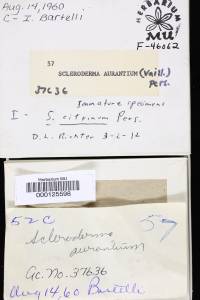 Aug. 14, 1960
C - I. Bartelli
HERBARIUM
MU
F-46062
57
SCLERODERMA AURANTIUM (Vaill.)
Pers.
37636
Immature specimens
I - S. citrinum Pers.
D. L. Richter 3-6-12
Herbarium MU
000125598
52C
57
Scleroderma
aurantium
Ac. No. 37636
Aug 14, 60 Bartelli